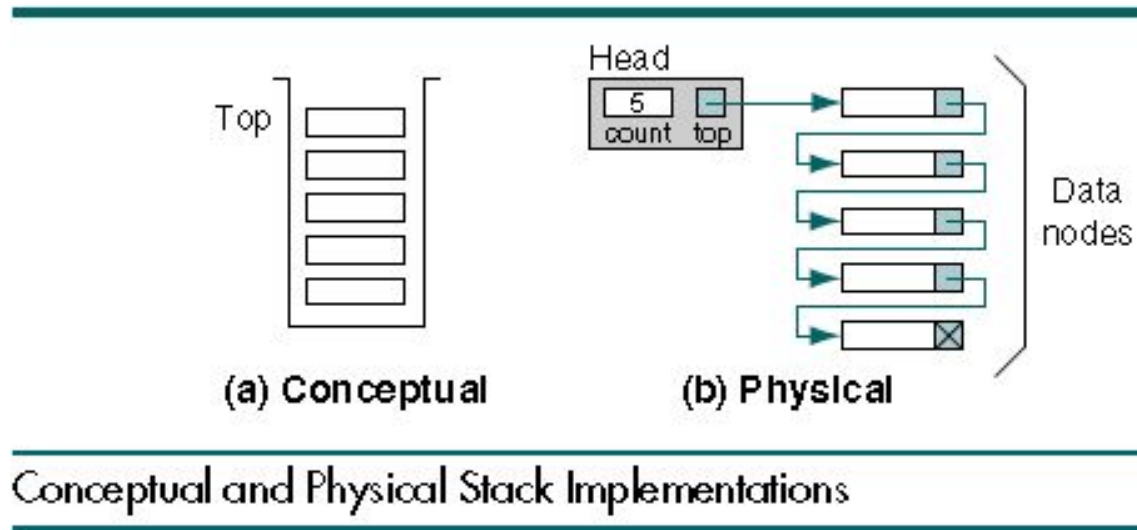 Top
Head
5
count top
Data
nodes
(a) Conceptual
(b) Physical
Conceptual and Physical Stack Implementations